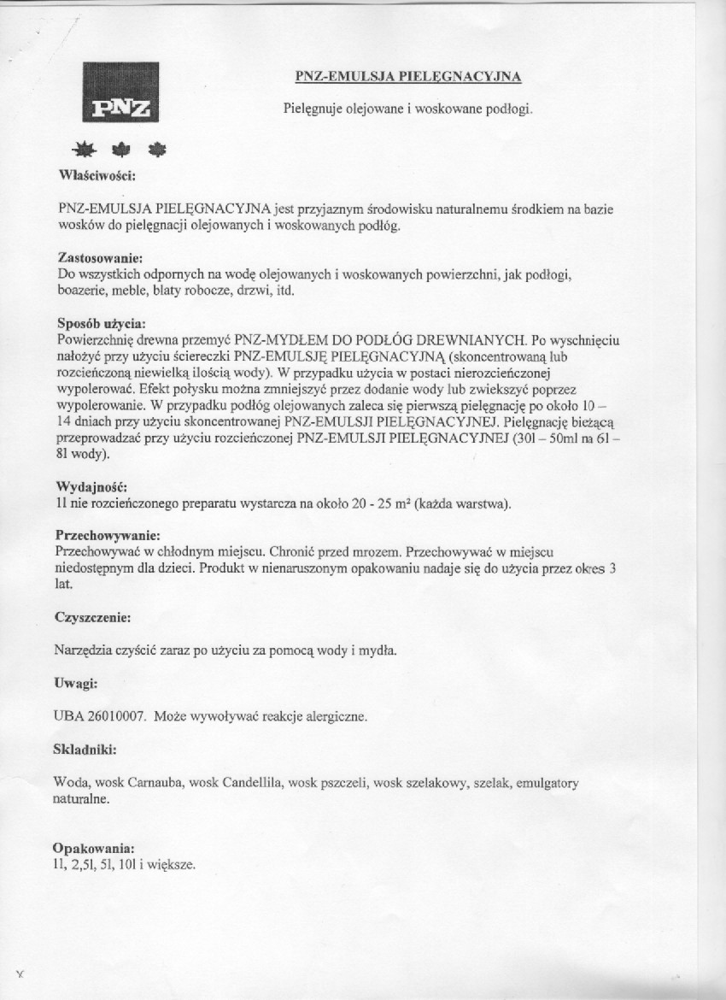 PNZ-EMULSJA PIELĘGNACYJNA
PNZ
Pielęgnuje olejowane i woskowane podłogi.
Właściwości:
PNZ-EMULSJA PIELĘGNACYJNA jest przyjaznym środowisku naturalnemu środkiem na bazie
wosków do pielęgnacji olejowanych i woskowanych podłóg.
Zastosowanie:
Do wszystkich odpornych na wodę olejowanych i woskowanych powierzchni, jak podłogi,
boazerie, meble, blaty robocze, drzwi, itd.
Sposób użycia:
Powierzchnię drewna przemyć PNZ-MYDŁEM DO PODŁÓG DREWNIANYCH. Po wyschnięciu
nałożyć przy użyciu ściereczki PNZ-EMULSJĘ PIELĘGNACYJNĄ (skoncentrowaną lub
rozcieńczoną niewielką ilością wody). W przypadku użycia w postaci nierozcieńczonej
wypolerować. Efekt połysku można zmniejszyć przez dodanie wody lub zwiekszyć poprzez
wypolerowanie. W przypadku podłóg olejowanych zaleca się pierwszą pielęgnację po około 10 –
14 dniach przy użyciu skoncentrowanej PNZ-EMULSJI PIELĘGNACYJNEJ. Pielęgnację bieżącą
przeprowadzać przy użyciu rozcieńczonej PNZ-EMULSJI PIELĘGNACYJNEJ (30l – 50ml na 6l –
8l wody).
Wydajność:
1l nie rozcieńczonego preparatu wystarcza na około 20 - 25 m² (każda warstwa).
Przechowywanie:
Przechowywać w chłodnym miejscu. Chronić przed mrozem. Przechowywać w miejscu
niedostępnym dla dzieci. Produkt w nienaruszonym opakowaniu nadaje się do użycia przez okres 3
lat.
Czyszczenie:
Narzędzia czyścić zaraz po użyciu za pomocą wody i mydła.
Uwagi:
UBA 26010007. Może wywoływać reakcje alergiczne.
Składniki:
Woda, wosk Carnauba, wosk Candellila, wosk pszczeli, wosk szelakowy, szelak, emulgatory
naturalne.
Opakowania:
1l, 2,5l, 5l, 10l i większe.